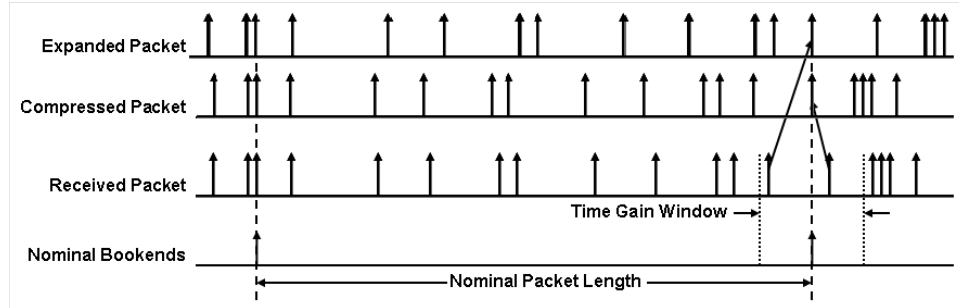 Expanded Packet
Compressed Packet
Received Packet
Time Gain Window
Nominal Bookends
Nominal Packet Length